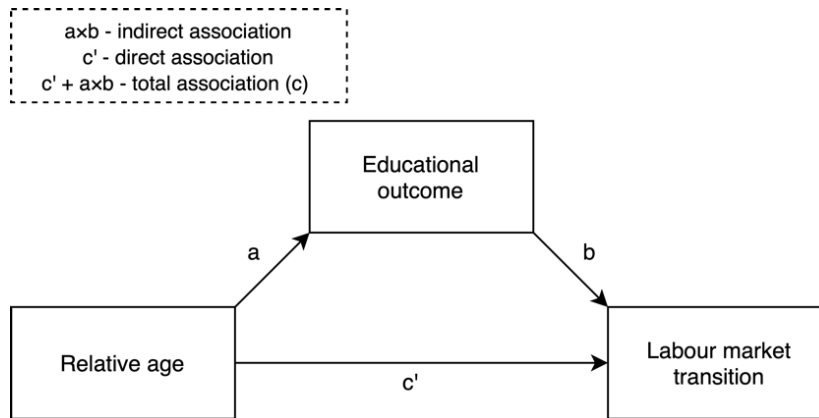 a×b - indirect association
c' - direct association
c' + a×b - total association (c)
Educational
outcome
a
b
Relative age
c'
Labour market
transition